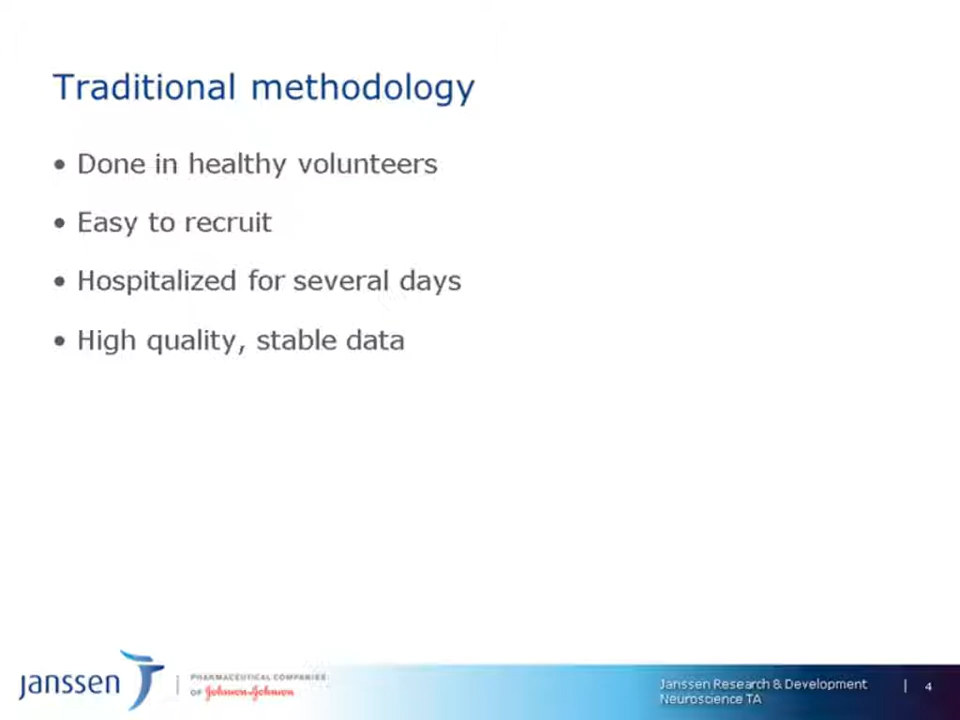 Traditional methodology
• Done in healthy volunteers
• Easy to recruit
• Hospitalized for several days
• High quality, stable data
janssen
PHARMACEUTICAL COMPANIES
OF Johnson & Johnson
Janssen Research & Development
Neuroscience TA
| 4